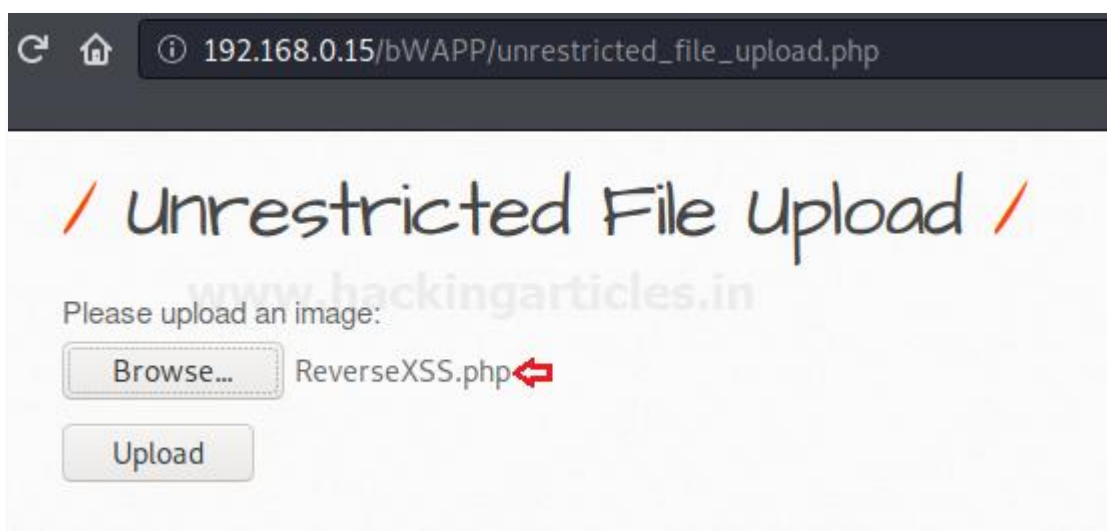 192.168.0.15/bWAPP/unrestricted_file_upload.php
/ Unrestricted File Upload /
www.hackingarticles.in
Please upload an image:
Browse... ReverseXSS.php
Upload